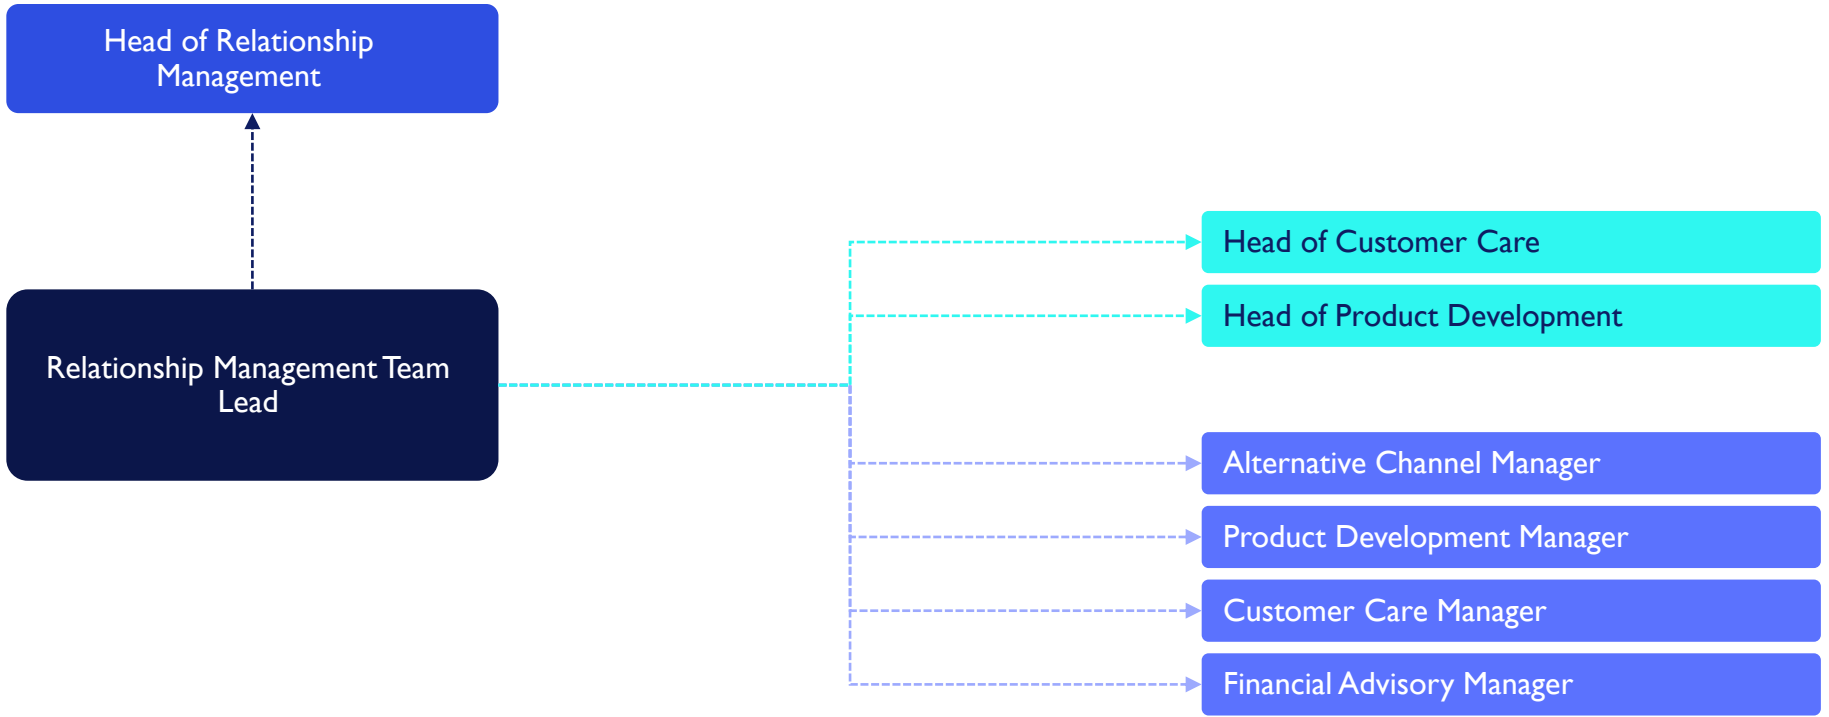 Head of Relationship
Management
Relationship Management Team
Lead
Head of Customer Care
Head of Product Development
Alternative Channel Manager
Product Development Manager
Customer Care Manager
Financial Advisory Manager